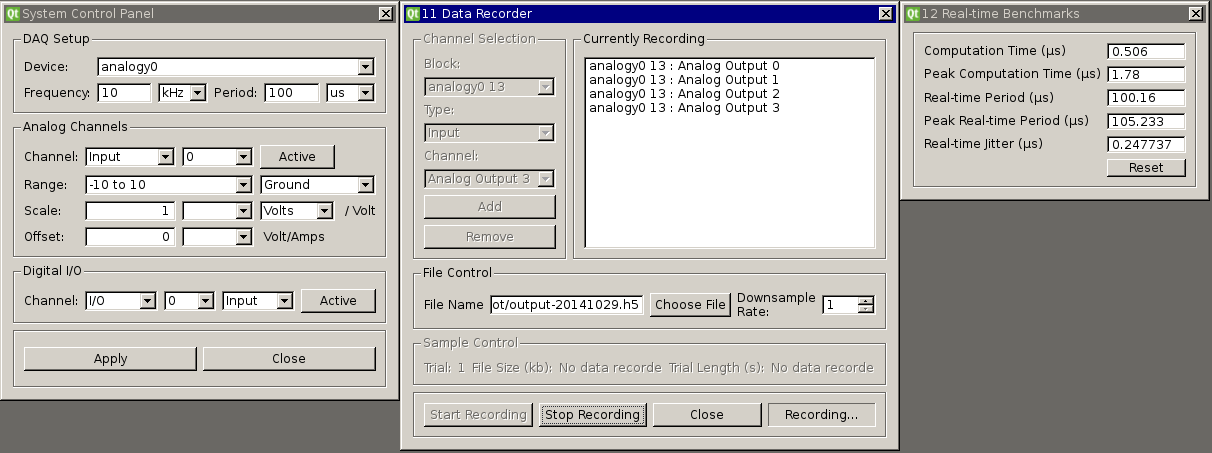 System Control Panel
DAQ Setup
Device: analogy0
Frequency: 10 kHz Period: 100 us
Analog Channels
Channel: Input 0 Active
Range: -10 to 10 Ground
Scale: 1 Volts / Volt
Offset: 0 Volt/Amps
Digital I/O
Channel: I/O 0 Input Active
Apply Close
11 Data Recorder
Channel Selection
Block:
analogy0 13
Type:
Input
Channel:
Analog Output 3
Add
Remove
Currently Recording
analogy0 13 : Analog Output 0
analogy0 13 : Analog Output 1
analogy0 13 : Analog Output 2
analogy0 13 : Analog Output 3
File Control
File Name ot/output-20141029.h5 Choose File Downsample Rate: 1
Sample Control
Trial: 1 File Size (kb): No data recorde Trial Length (s): No data recorde
Start Recording Stop Recording Close Recording...
12 Real-time Benchmarks
Computation Time (µs) 0.506
Peak Computation Time (µs) 1.78
Real-time Period (µs) 100.16
Peak Real-time Period (µs) 105.233
Real-time Jitter (µs) 0.247737
Reset